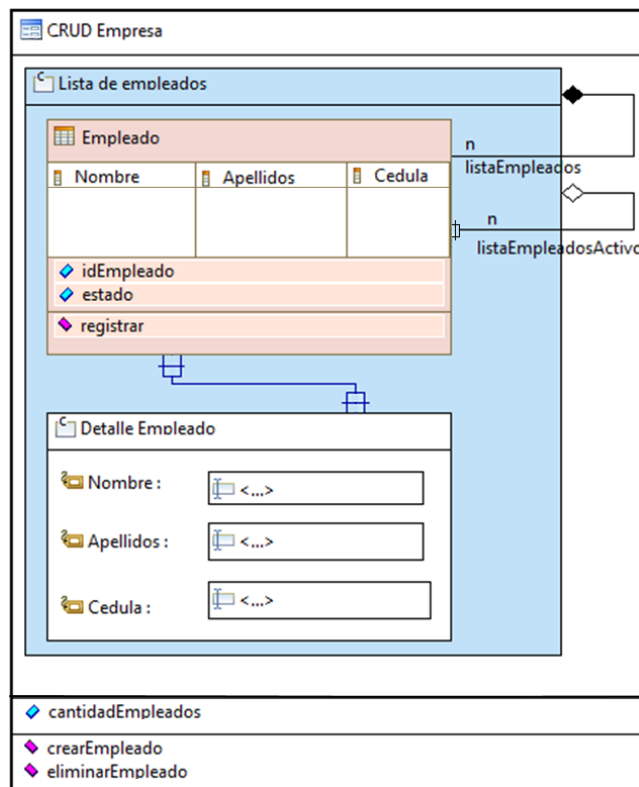 CRUD Empresa
Lista de empleados
Empleado
n
listaEmpleados
Nombre Apellidos Cedula
n
listaEmpleadosActivo
idEmpleado
estado
registrar
Detalle Empleado
Nombre : <...>
Apellidos : <...>
Cedula : <...>
cantidadEmpleados
crearEmpleado
eliminarEmpleado